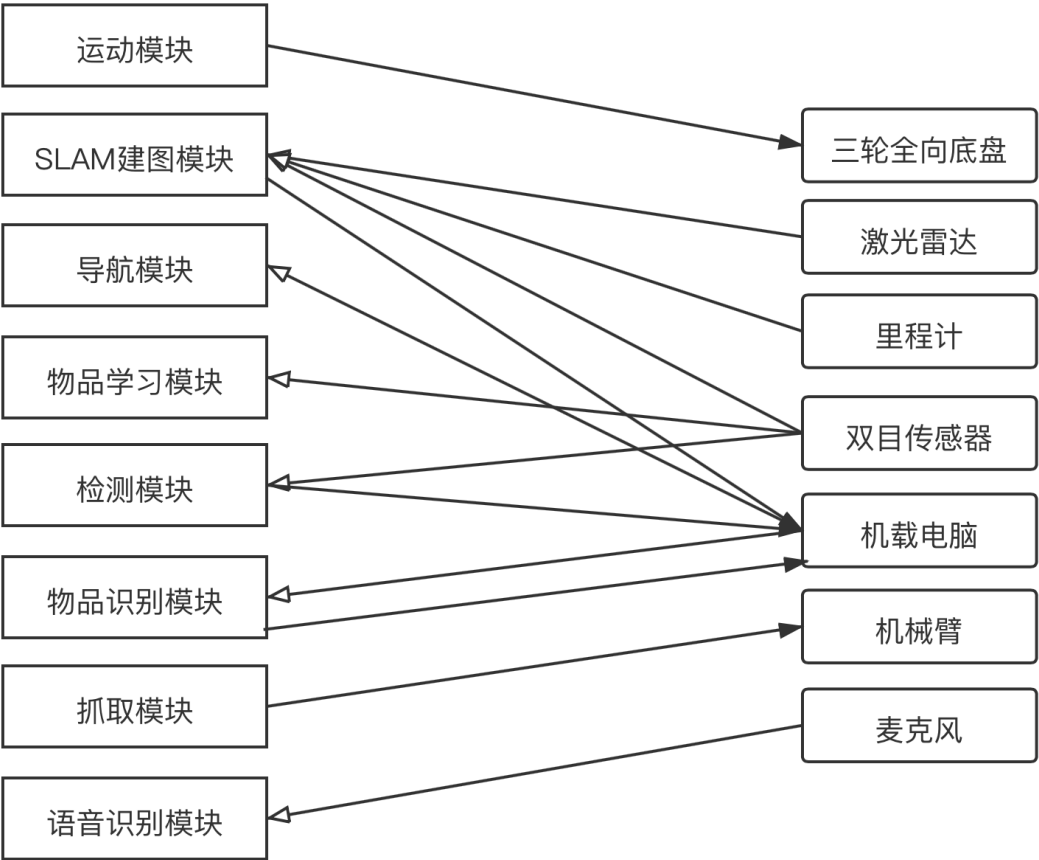 运动模块
SLAM建图模块
导航模块
物品学习模块
检测模块
物品识别模块
抓取模块
语音识别模块
三轮全向底盘
激光雷达
里程计
双目传感器
机载电脑
机械臂
麦克风